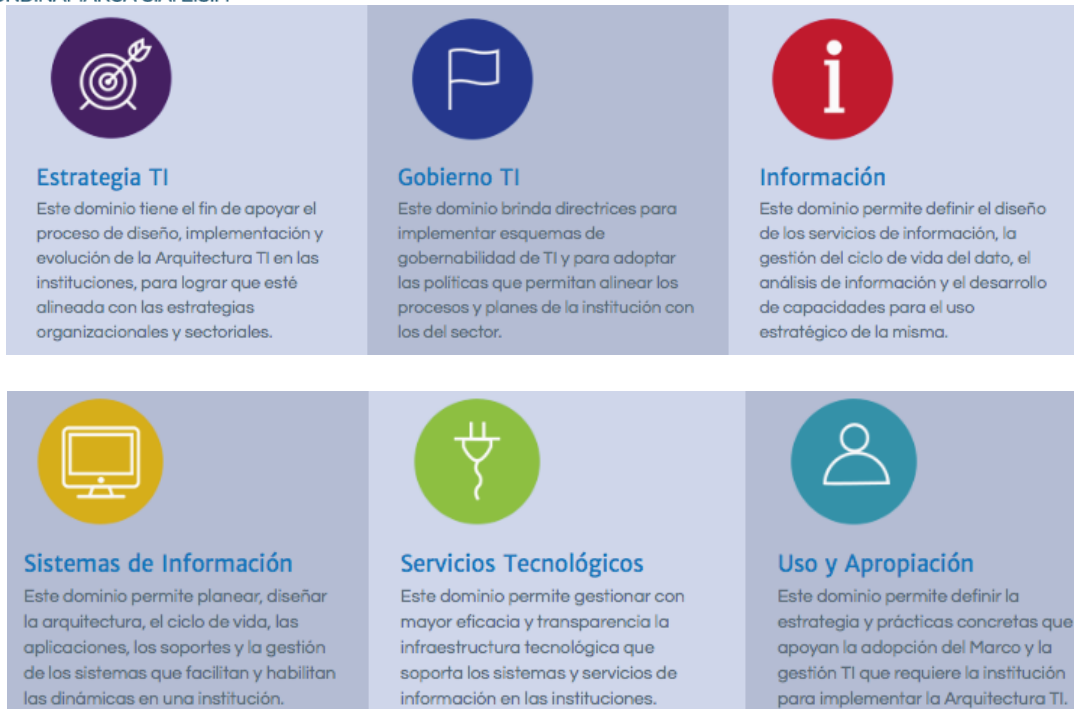 Estrategia TI
Este dominio tiene el fin de apoyar el
proceso de diseño, implementación y
evolución de la Arquitectura TI en las
instituciones, para lograr que esté
alineada con las estrategias
organizacionales y sectoriales.
Gobierno TI
Este dominio brinda directrices para
implementar esquemas de
gobernabilidad de TI y para adoptar
las políticas que permitan alinear los
procesos y planes de la institución con
los del sector.
i
Información
Este dominio permite definir el diseño
de los servicios de información, la
gestión del ciclo de vida del dato, el
análisis de información y el desarrollo
de capacidades para el uso
estratégico de la misma.
Sistemas de Información
Este dominio permite planear, diseñar
la arquitectura, el ciclo de vida, las
aplicaciones, los soportes y la gestión
de los sistemas que facilitan y habilitan
las dinámicas en una institución.
Servicios Tecnológicos
Este dominio permite gestionar con
mayor eficacia y transparencia la
infraestructura tecnológica que
soporta los sistemas y servicios de
información en las instituciones.
Uso y Apropiación
Este dominio permite definir la
estrategia y prácticas concretas que
apoyan la adopción del Marco y la
gestión TI que requiere la institución
para implementar la Arquitectura TI.